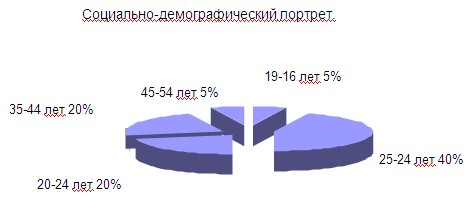 Социально-демографический портрет
45-54 лет 5%
19-16 лет 5%
35-44 лет 20%
25-24 лет 40%
20-24 лет 20%